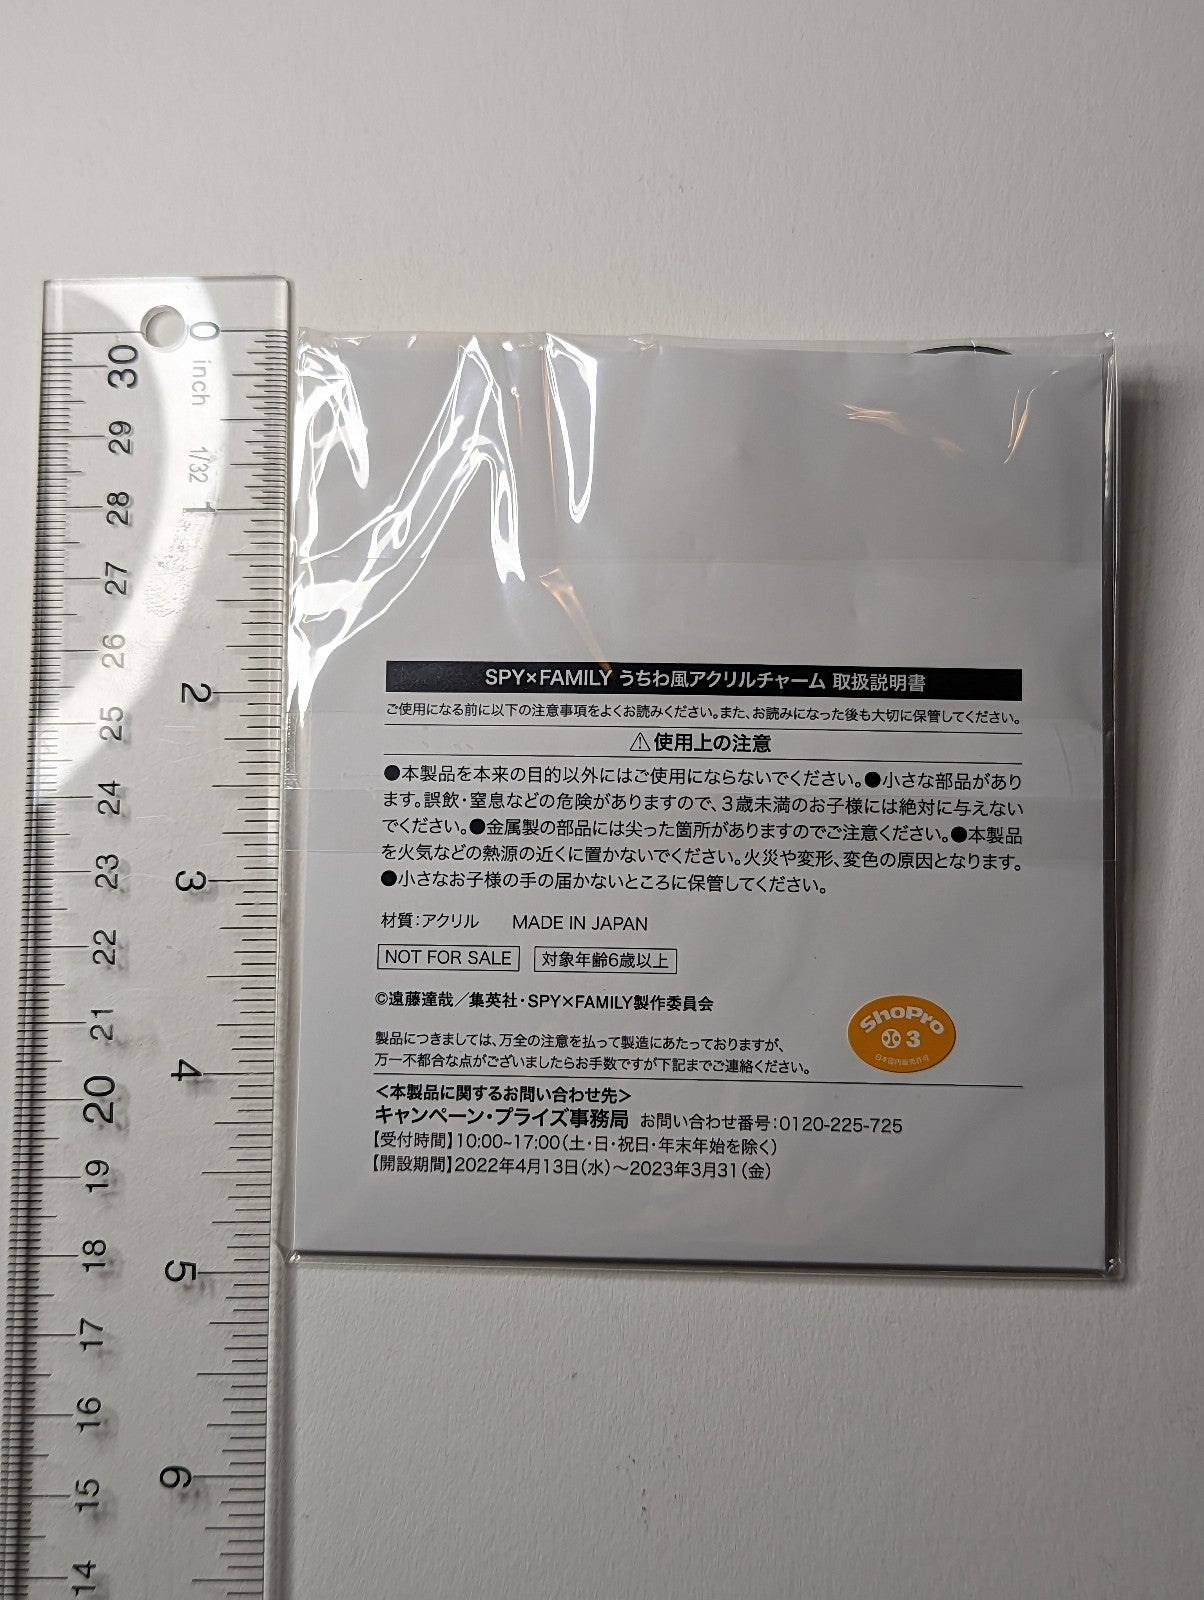 0
inch
1/32
1
2
3
4
5
6
30
29
28
27
26
25
24
23
22
21
20
19
18
17
16
15
14
SPY×FAMILY うちわ風アクリルチャーム 取扱説明書
ご使用になる前に以下の注意事項をよくお読みください。また、お読みになった後も大切に保管してください。
⚠使用上の注意
●本製品を本来の目的以外にはご使用にならないでください。●小さな部品があり
ます。誤飲・窒息などの危険がありますので、3歳未満のお子様には絶対に与えない
でください。●金属製の部品には尖った箇所がありますのでご注意ください。●本製品
を火気などの熱源の近くに置かないでください。火災や変形、変色の原因となります。
●小さなお子様の手の届かないところに保管してください。
材質:アクリル MADE IN JAPAN
NOT FOR SALE 対象年齢6歳以上
©遠藤達哉／集英社・SPY×FAMILY製作委員会
製品につきましては、万全の注意を払って製造にあたっておりますが、
万一不都合な点がございましたらお手数ですが下記までご連絡ください。
ShoPro
3
日本国内販売許可
＜本製品に関するお問い合わせ先＞
キャンペーン・プライズ事務局 お問い合わせ番号:0120-225-725
【受付時間】10:00~17:00(土・日・祝日・年末年始を除く)
【開設期間】2022年4月13日(水)〜2023年3月31(金)